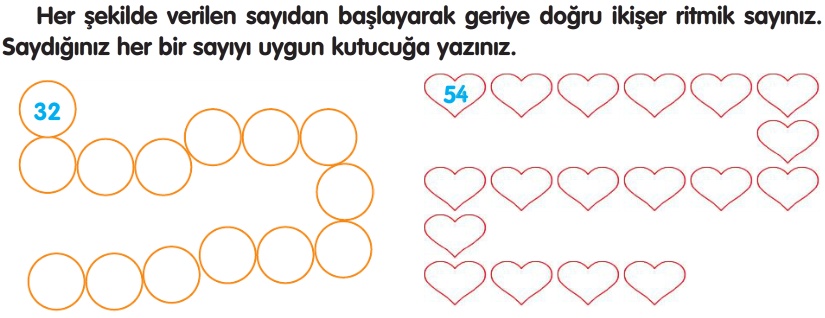 Her şekilde verilen sayıdan başlayarak geriye doğru ikişer ritmik sayınız.
Saydığınız her bir sayıyı uygun kutucuğa yazınız.
32
54